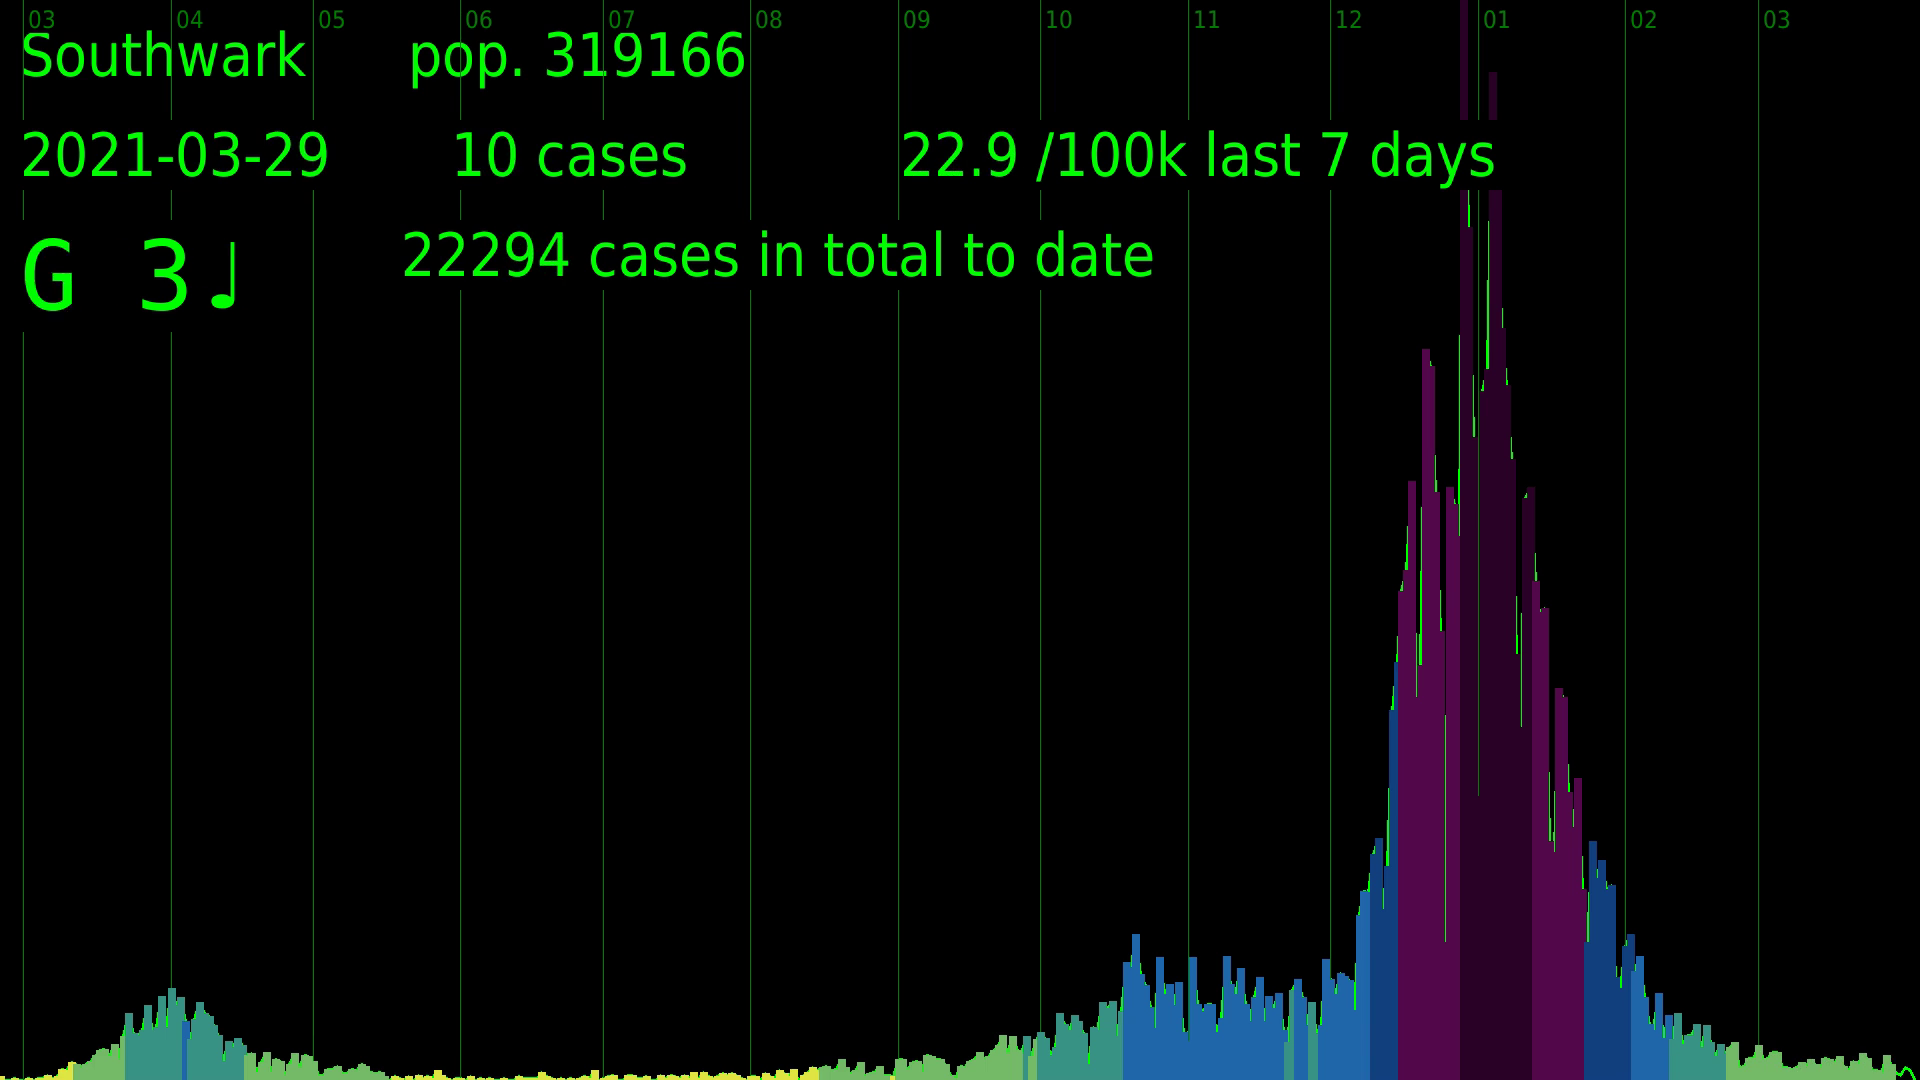 03 04 05 06 07 08 09 10 11 12 01 02 03
Southwark pop. 319166
2021-03-29 10 cases 22.9 /100k last 7 days
G 3♩ 22294 cases in total to date